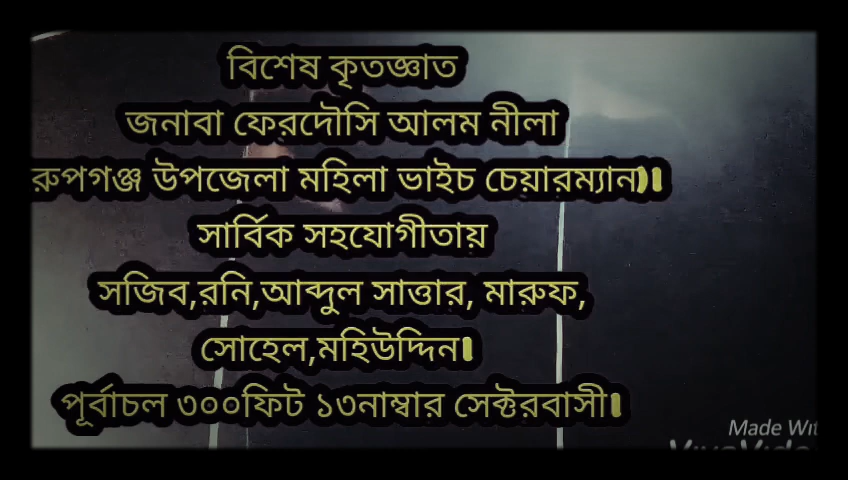 বিশেষ কৃতজ্ঞাত
জনাবা ফেরদৌসি আলম নীলা
রুপগঞ্জ উপজেলা মহিলা ভাইচ চেয়ারম্যান)।
সার্বিক সহযোগীতায়
সজিব,রনি,আব্দুল সাত্তার, মারুফ,
সোহেল,মহিউদ্দিন।
পূর্বাচল ৩০০ফিট ১৩নাম্বার সেক্টরবাসী।
Made Wit